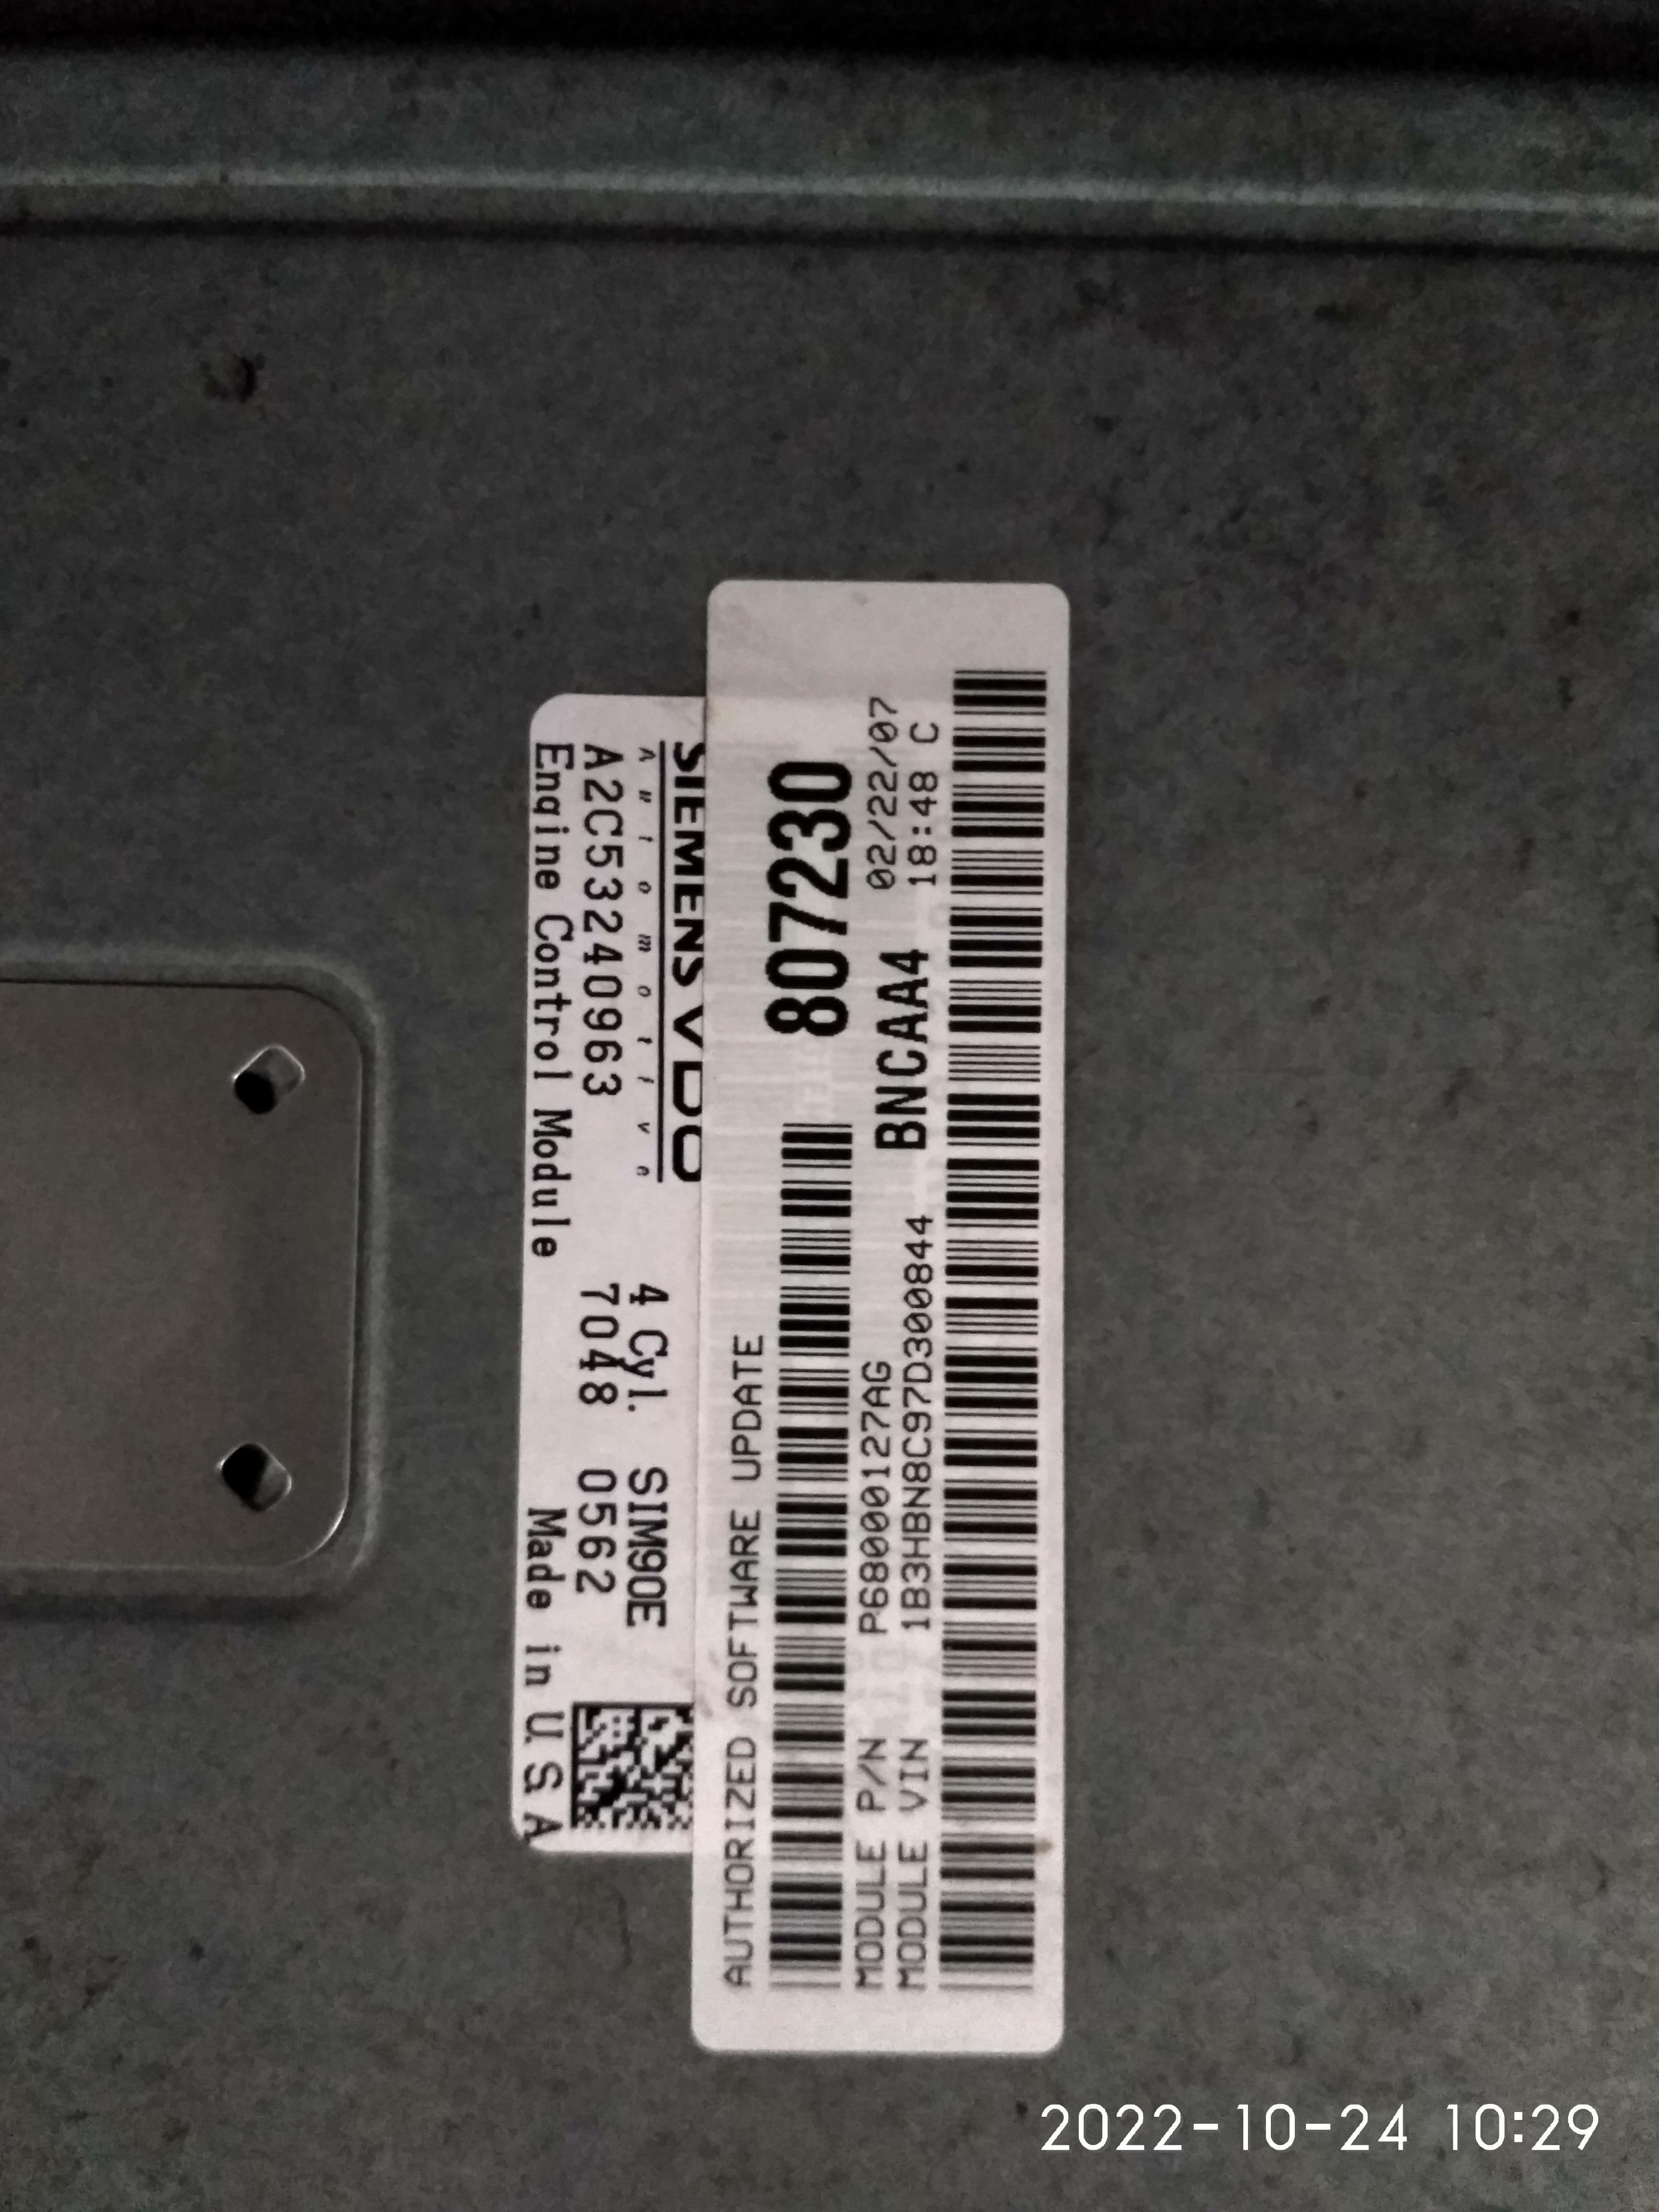 SIEMENS VDO
Automotive
4 Cyl. SIM90E
A2C53240963 7048 0562
Engine Control Module Made in U.S.A
AUTHORIZED SOFTWARE UPDATE
807230
MODULE P/N P68000127AG BNCAA4 02/22/07
MODULE VIN 1B3HBN8C97D300844 18:48 C
2022-10-24 10:29